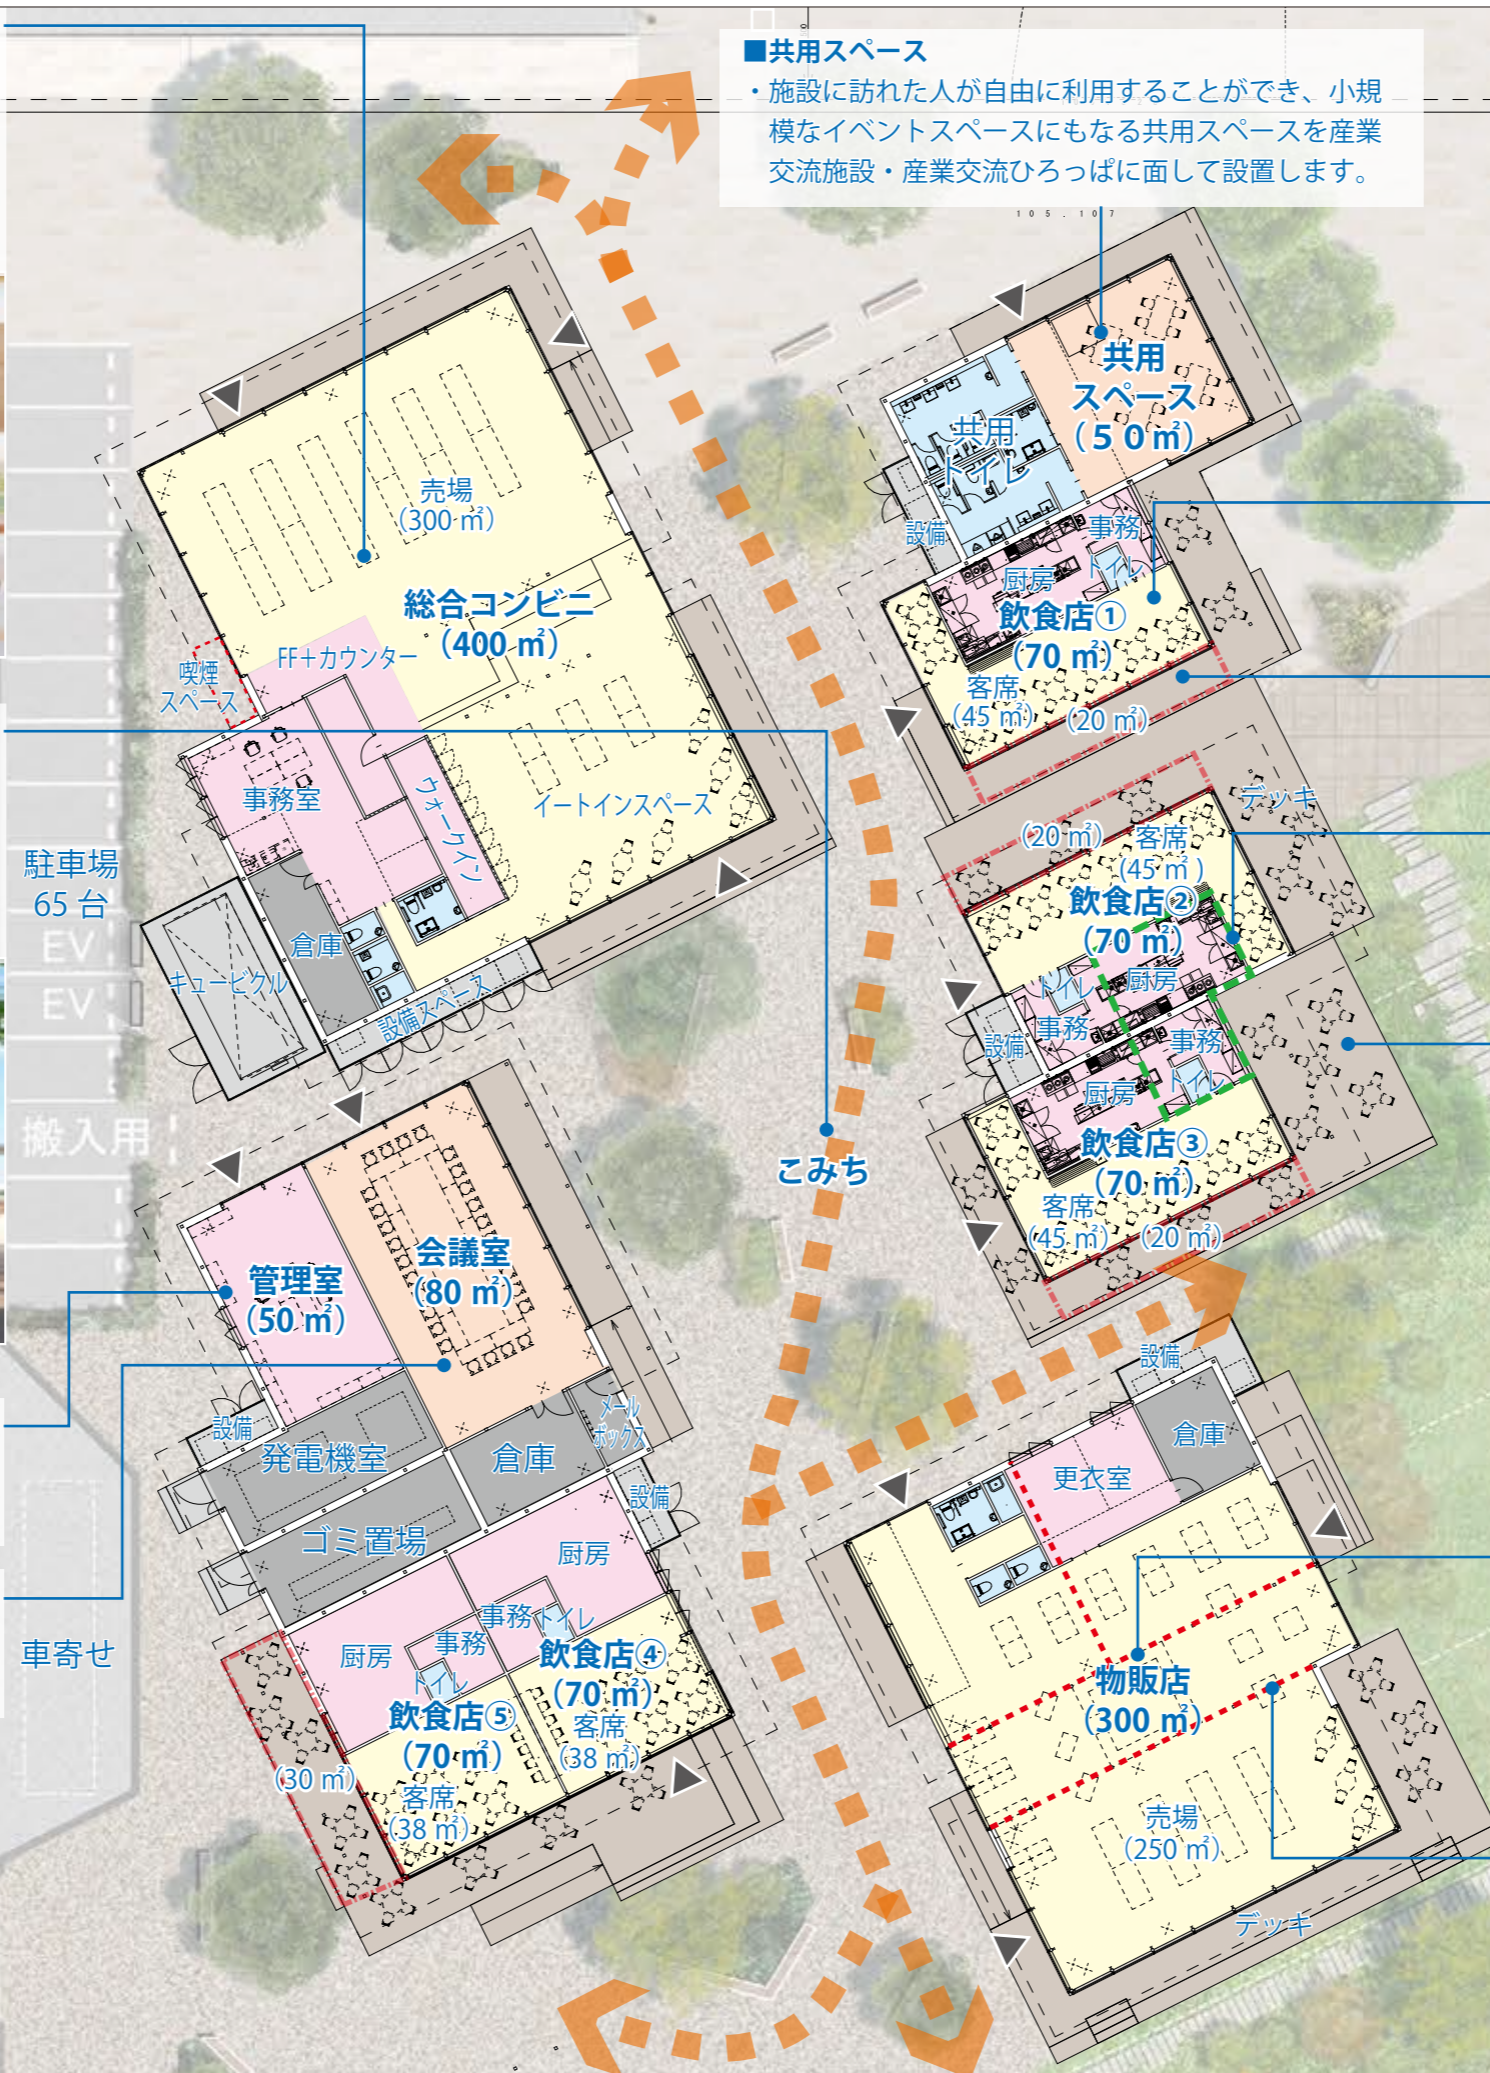 ■共用スペース
・施設に訪れた人が自由に利用することができ、小規
模なイベントスペースにもなる共用スペースを産業
交流施設・産業交流ひろっぱに面して設置します。
105.107
共用
スペース
(50㎡)
共用
トイレ
設備
事務
トイレ
厨房
飲食店①
(70㎡)
客席
(45㎡)
(20㎡)
売場
(300㎡)
総合コンビニ
(400㎡)
FF+カウンター
喫煙
スペース
事務室
ウォークイン
イートインスペース
倉庫
キュービクル
設備スペース
駐車場
65台
EV
EV
搬入用
デッキ
(20㎡)
客席
(45㎡)
飲食店②
(70㎡)
トイレ
厨房
事務
設備
事務
トイレ
厨房
飲食店③
(70㎡)
客席
(45㎡)
(20㎡)
こみち
管理室
(50㎡)
会議室
(80㎡)
設備
発電機室
倉庫
メール
ボックス
設備
ゴミ置場
厨房
事務
トイレ
飲食店④
(70㎡)
客席
(38㎡)
厨房
事務
トイレ
飲食店⑤
(70㎡)
客席
(38㎡)
(30㎡)
車寄せ
設備
倉庫
更衣室
物販店
(300㎡)
売場
(250㎡)
デッキ